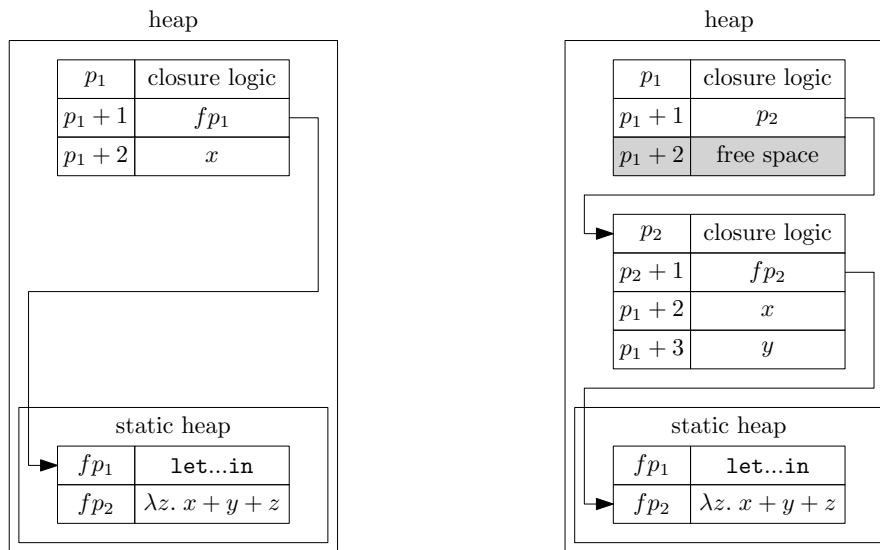 heap
p₁ closure logic
p₁ + 1 fp₁
p₁ + 2 x
static heap
fp₁ let...in
fp₂ λz. x + y + z
heap
p₁ closure logic
p₁ + 1 p₂
p₁ + 2 free space
p₂ closure logic
p₂ + 1 fp₂
p₁ + 2 x
p₁ + 3 y
static heap
fp₁ let...in
fp₂ λz. x + y + z